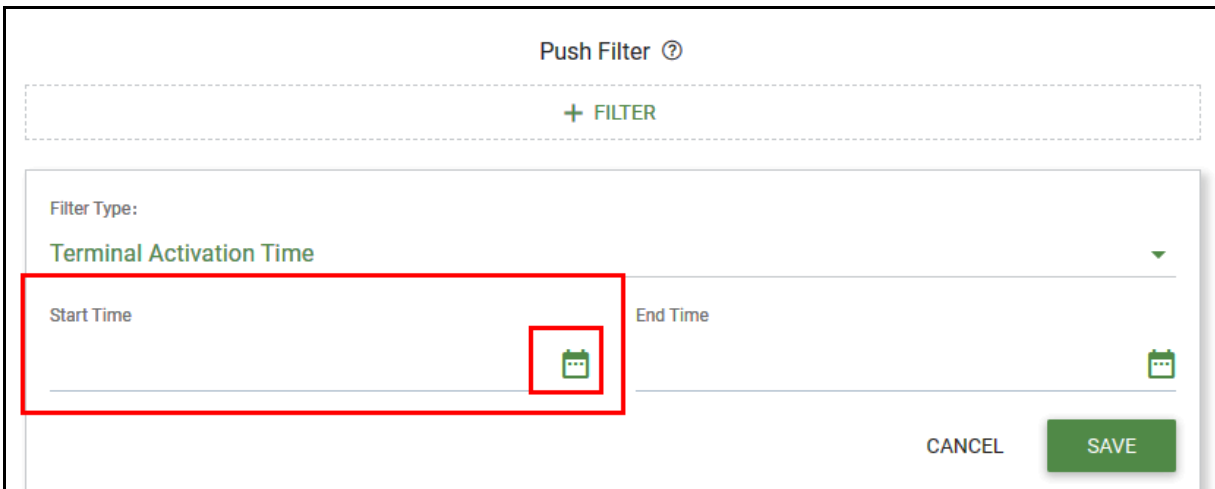 Push Filter ?
+ FILTER
Filter Type:
Terminal Activation Time
Start Time
End Time
CANCEL
SAVE